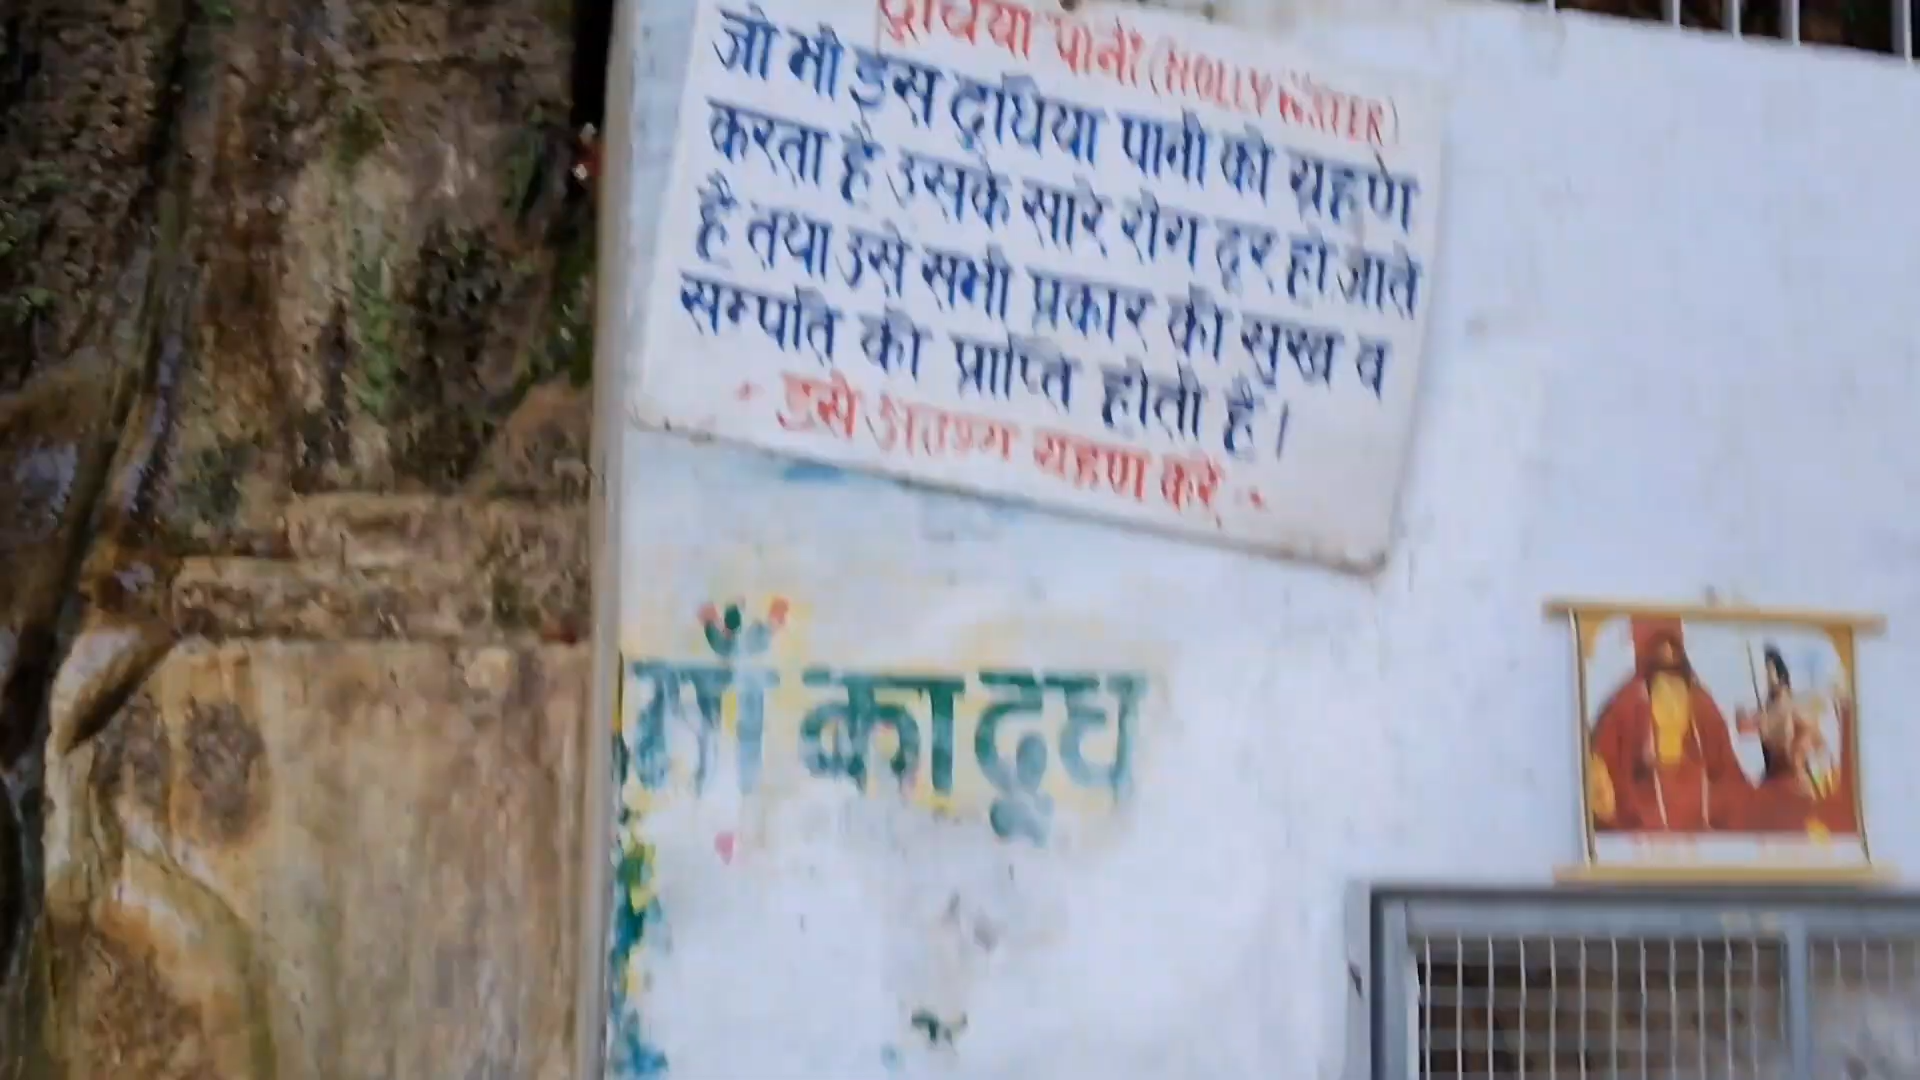 दूधिया पानी (HOLLY WATER)
जो भी इस दुधिया पानी को ग्रहण
करता है उसके सारे रोग दूर हो जाते
है तथा उसे सभी प्रकार की सुख व
सम्पति की प्राप्ति होती है।
इसे अवश्य ग्रहण करें
माँ का दूध